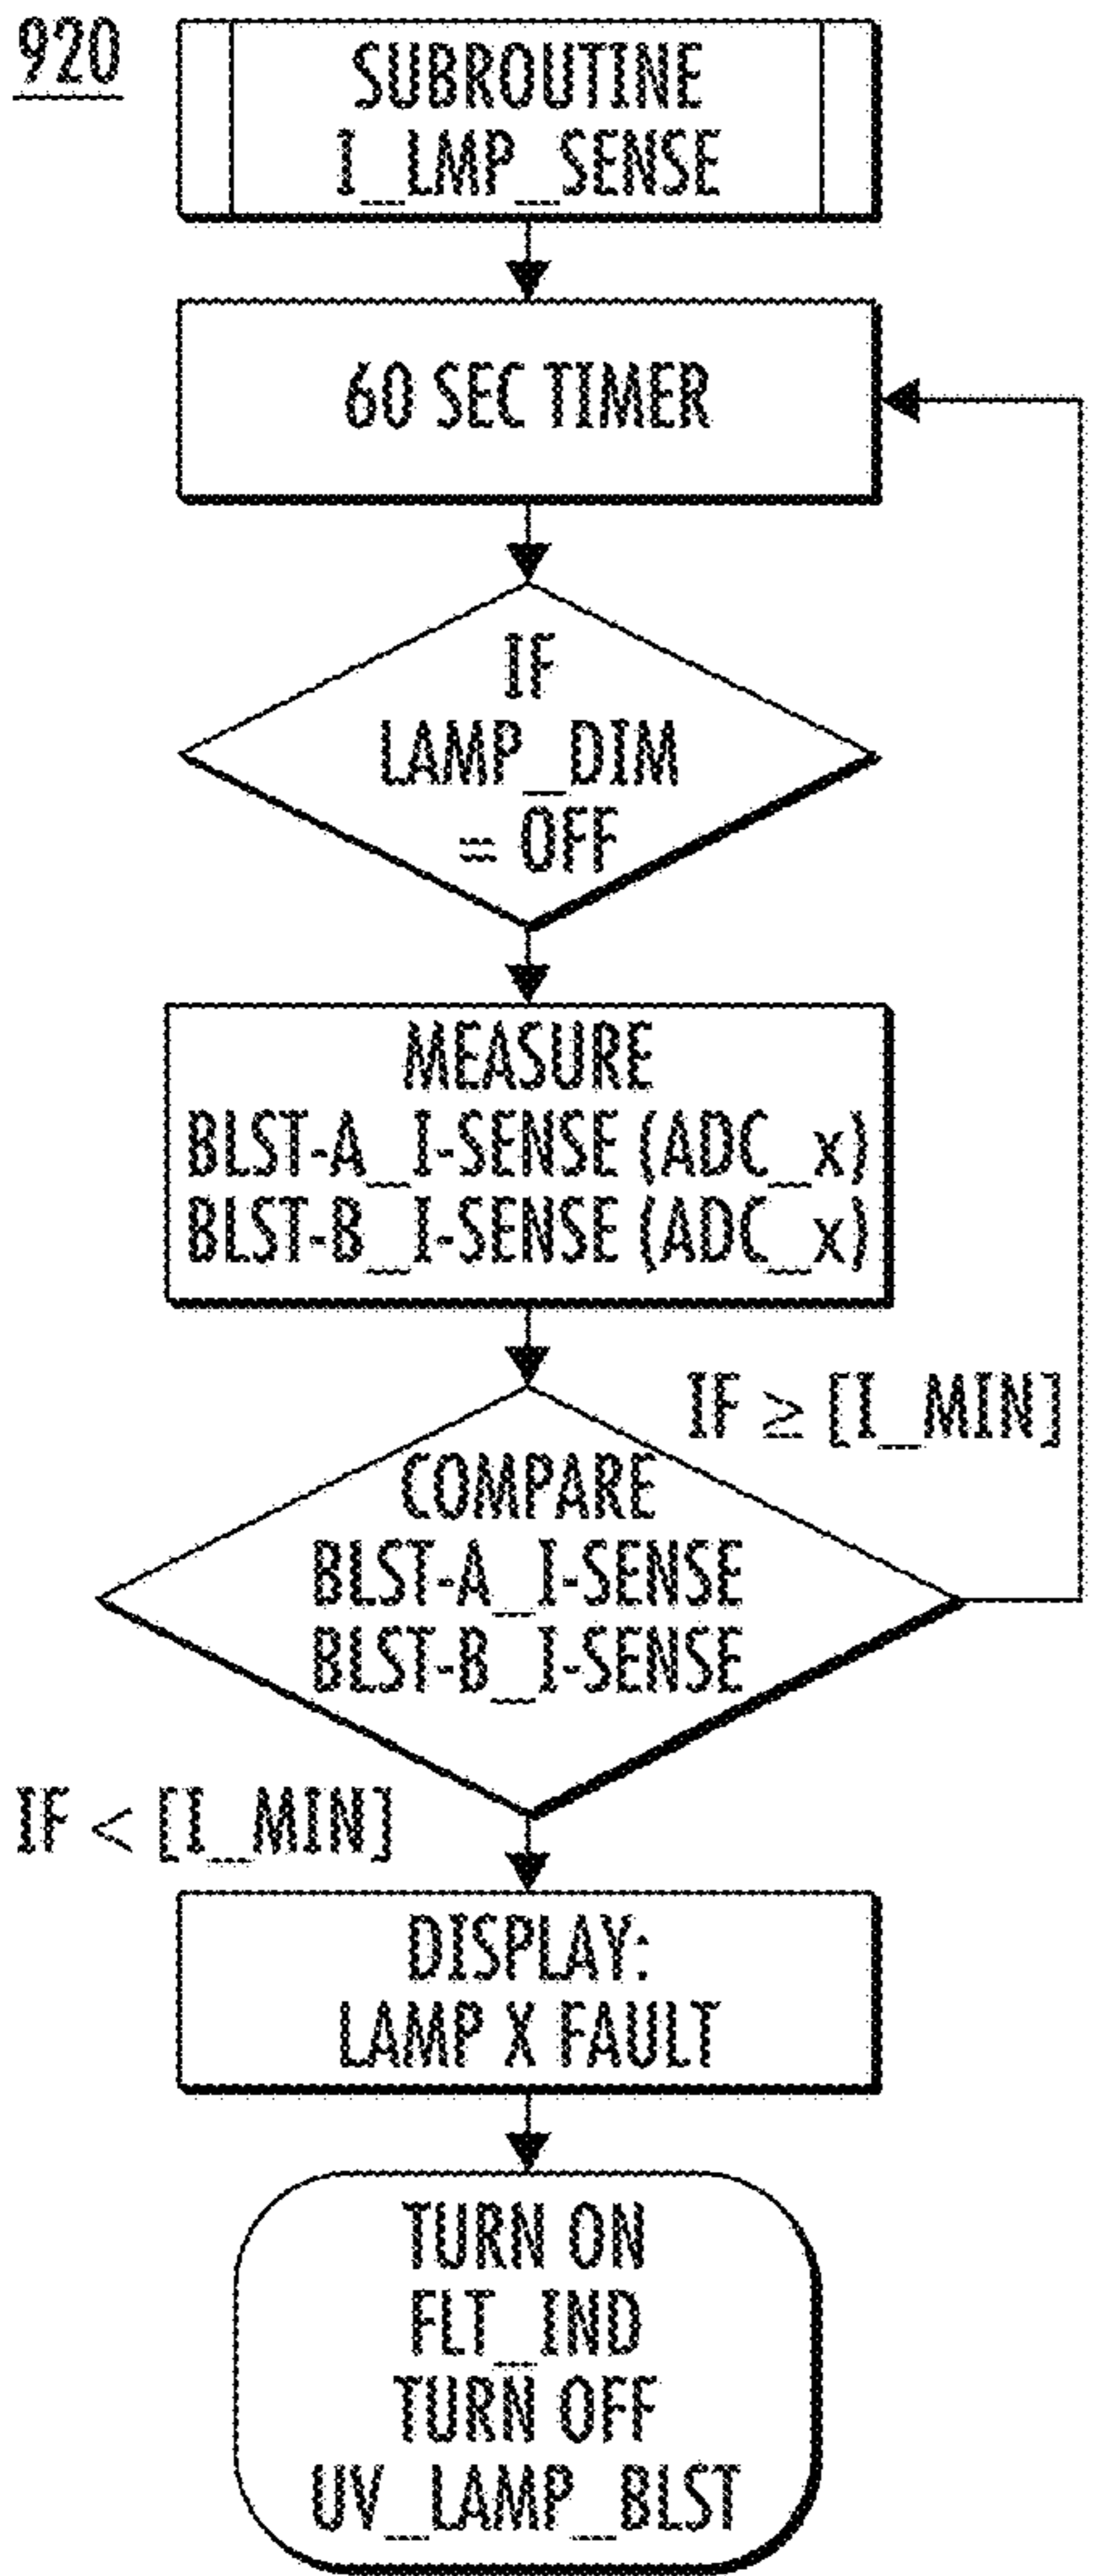 920
SUBROUTINE
I_LMP_SENSE
60 SEC TIMER
IF
LAMP_DIM
= OFF
MEASURE
BLST-A_I-SENSE (ADC_x)
BLST-B_I-SENSE (ADC_x)
IF ≥ [I_MIN]
COMPARE
BLST-A_I-SENSE
BLST-B_I-SENSE
IF < [I_MIN]
DISPLAY:
LAMP X FAULT
TURN ON
FLT_IND
TURN OFF
UV_LAMP_BLST